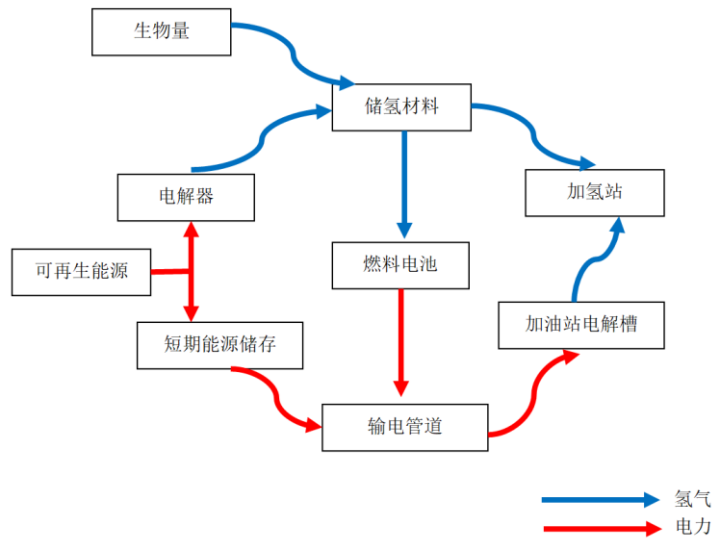 生物量
储氢材料
电解器
加氢站
可再生能源
燃料电池
短期能源储存
加油站电解槽
输电管道
氢气
电力